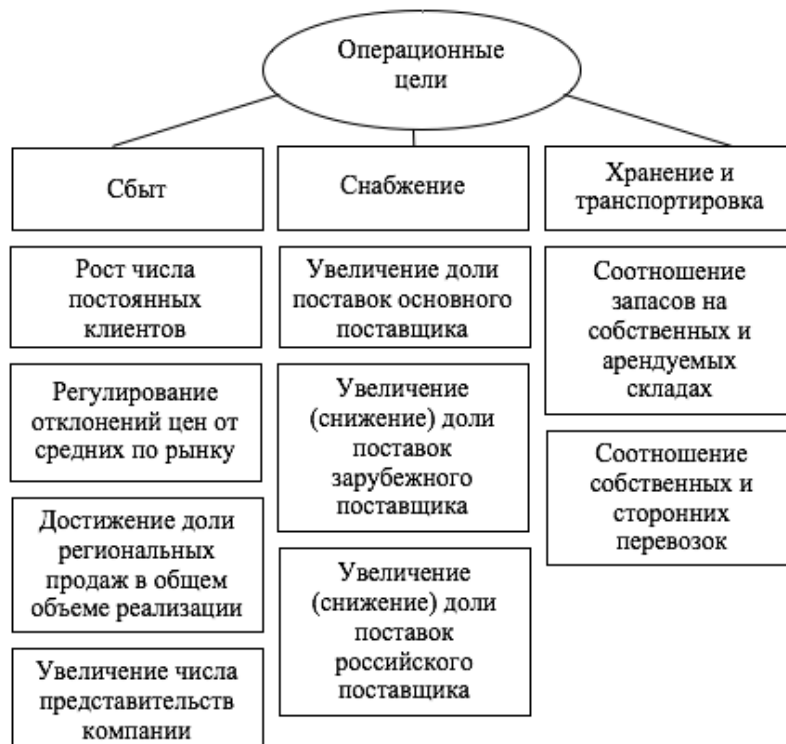 Операционные
цели
Сбыт
Снабжение
Хранение и
транспортировка
Рост числа
постоянных
клиентов
Регулирование
отклонений цен от
средних по рынку
Достижение доли
региональных
продаж в общем
объеме реализации
Увеличение числа
представительств
компании
Увеличение доли
поставок основного
поставщика
Увеличение
(снижение) доли
поставок
зарубежного
поставщика
Увеличение
(снижение) доли
поставок
российского
поставщика
Соотношение
запасов на
собственных и
арендуемых
складах
Соотношение
собственных и
сторонних
перевозок